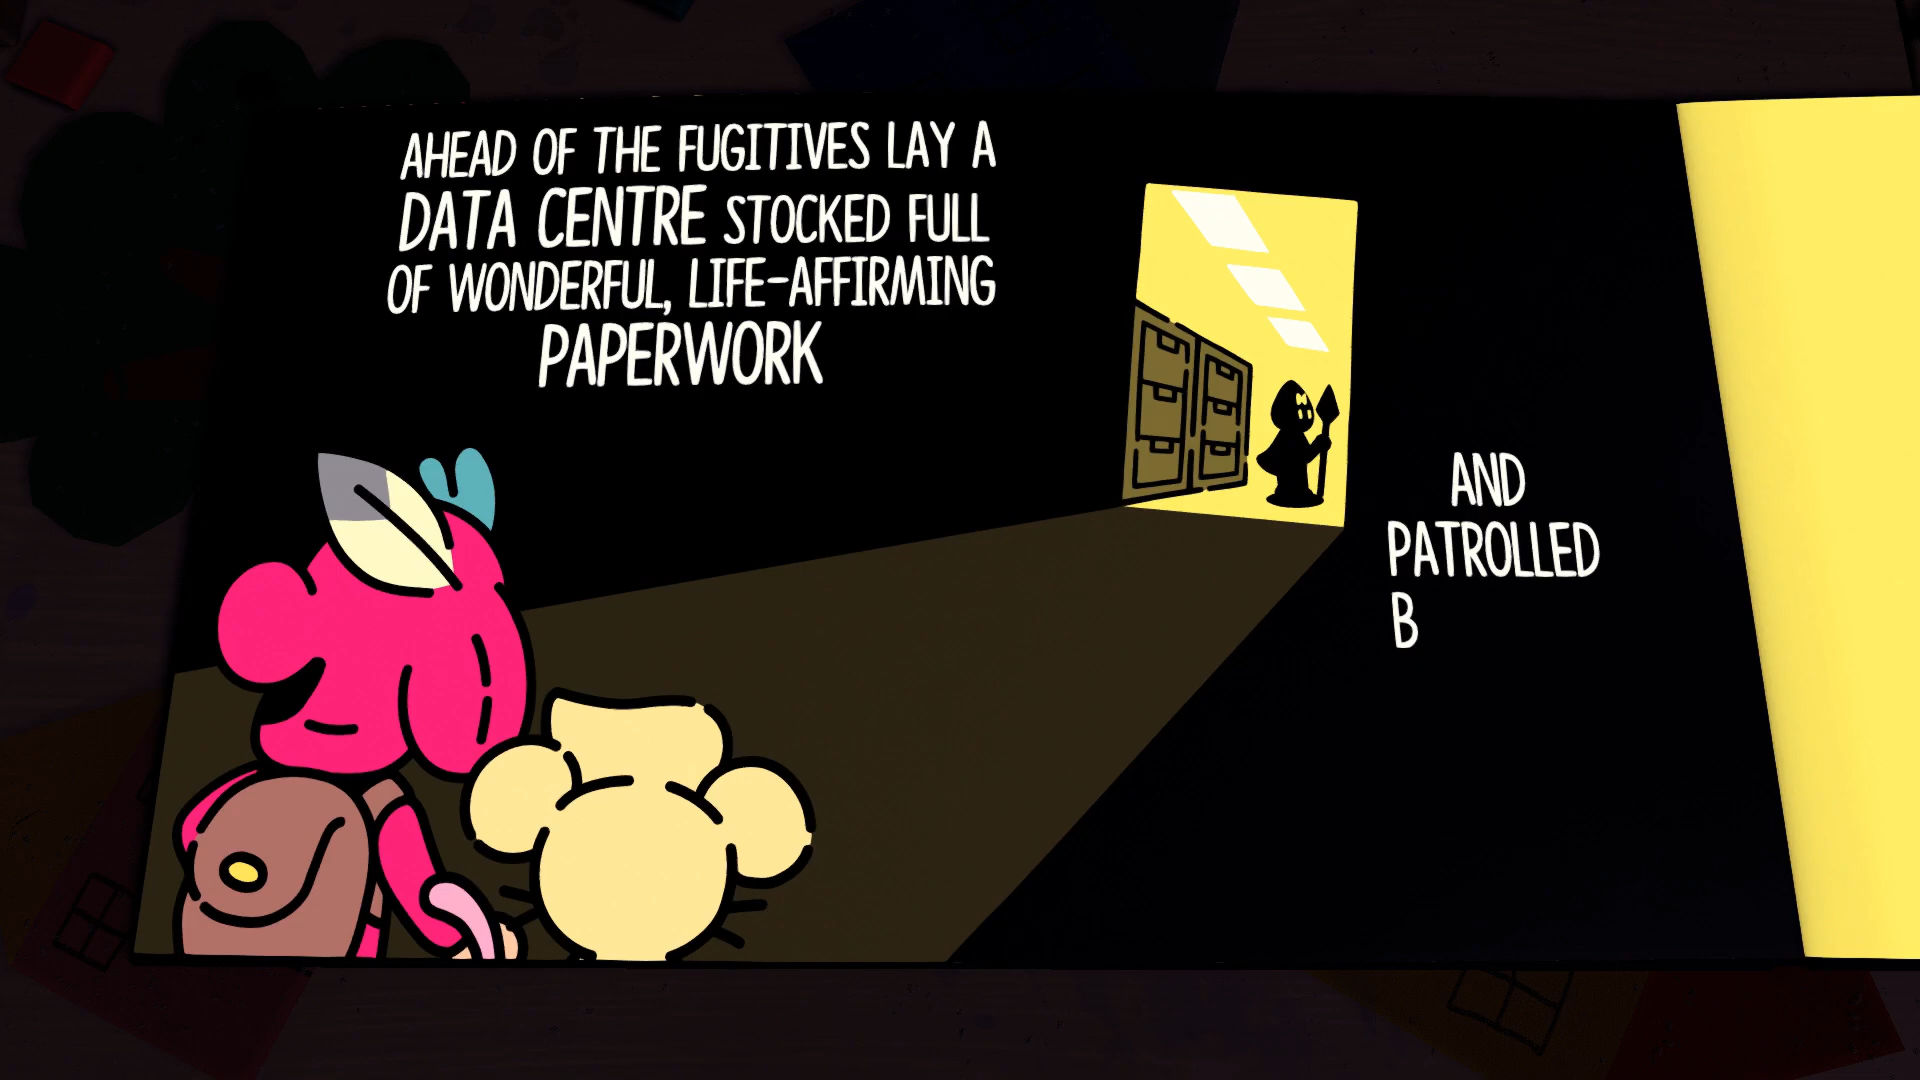 AHEAD OF THE FUGITIVES LAY A
DATA CENTRE STOCKED FULL
OF WONDERFUL, LIFE-AFFIRMING
PAPERWORK
AND
PATROLLED
B